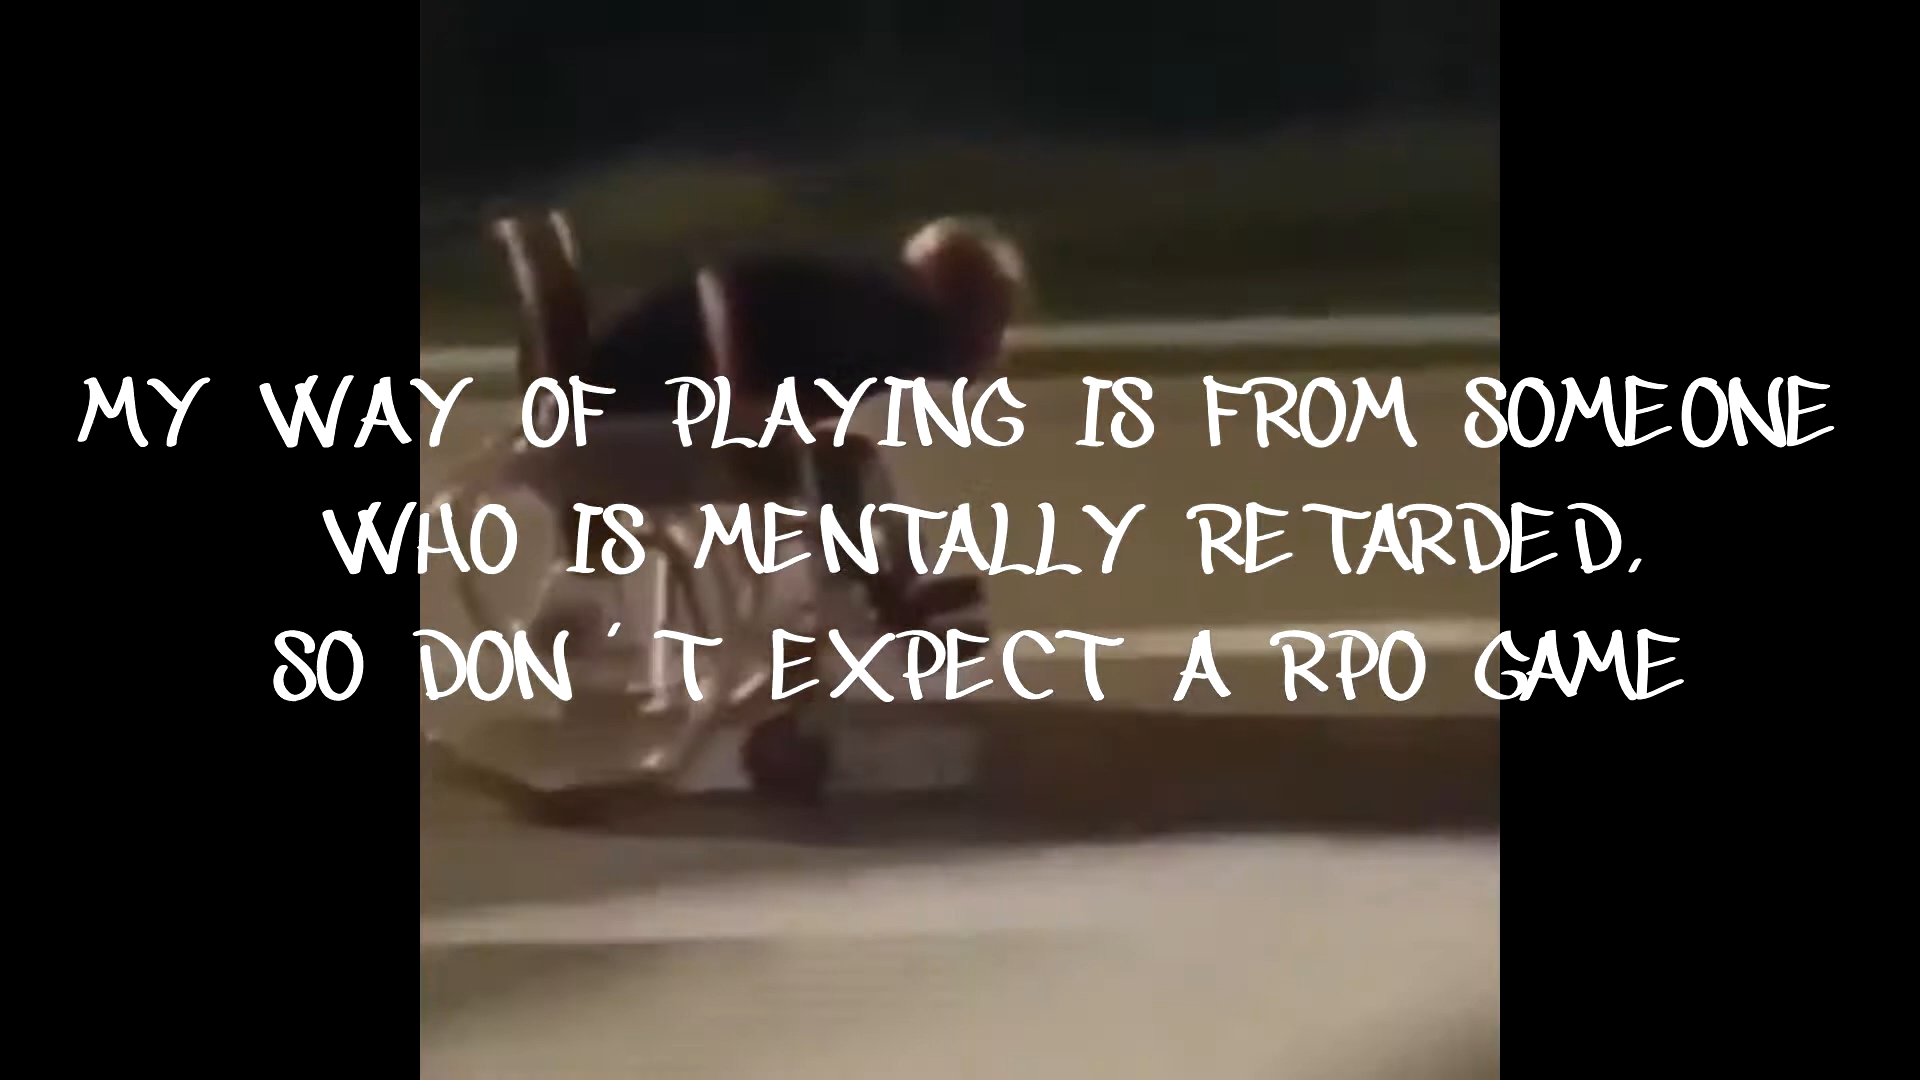 MY WAY OF PLAYING IS FROM SOMEONE
WHO IS MENTALLY RETARDED,
SO DON´T EXPECT A RPO GAME